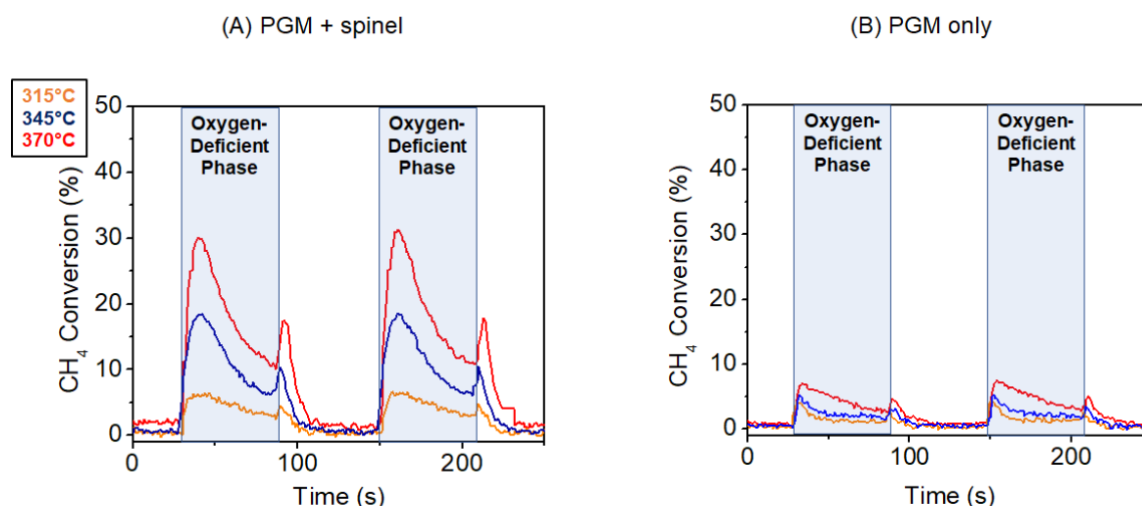 (A) PGM + spinel
(B) PGM only
315°C
345°C
370°C
CH4 Conversion (%)
50
40
30
20
10
0
Oxygen-
Deficient
Phase
Oxygen-
Deficient
Phase
0
100
200
Time (s)
CH4 Conversion (%)
50
40
30
20
10
0
Oxygen-
Deficient
Phase
Oxygen-
Deficient
Phase
0
100
200
Time (s)